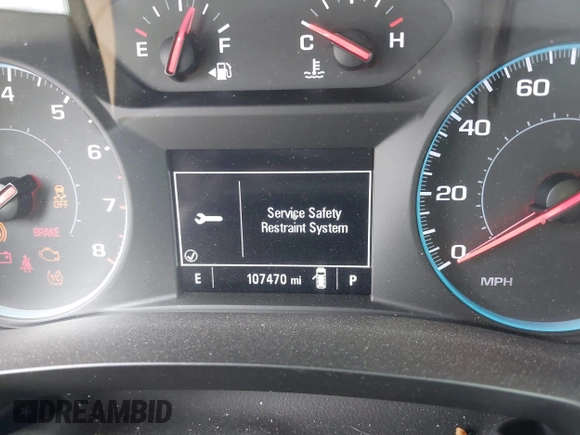 E F
C H
4
5
6
7
8
OFF
BRAKE
Service Safety
Restraint System
E 107470 mi P
60
40
20
0
MPH
DREAMBID